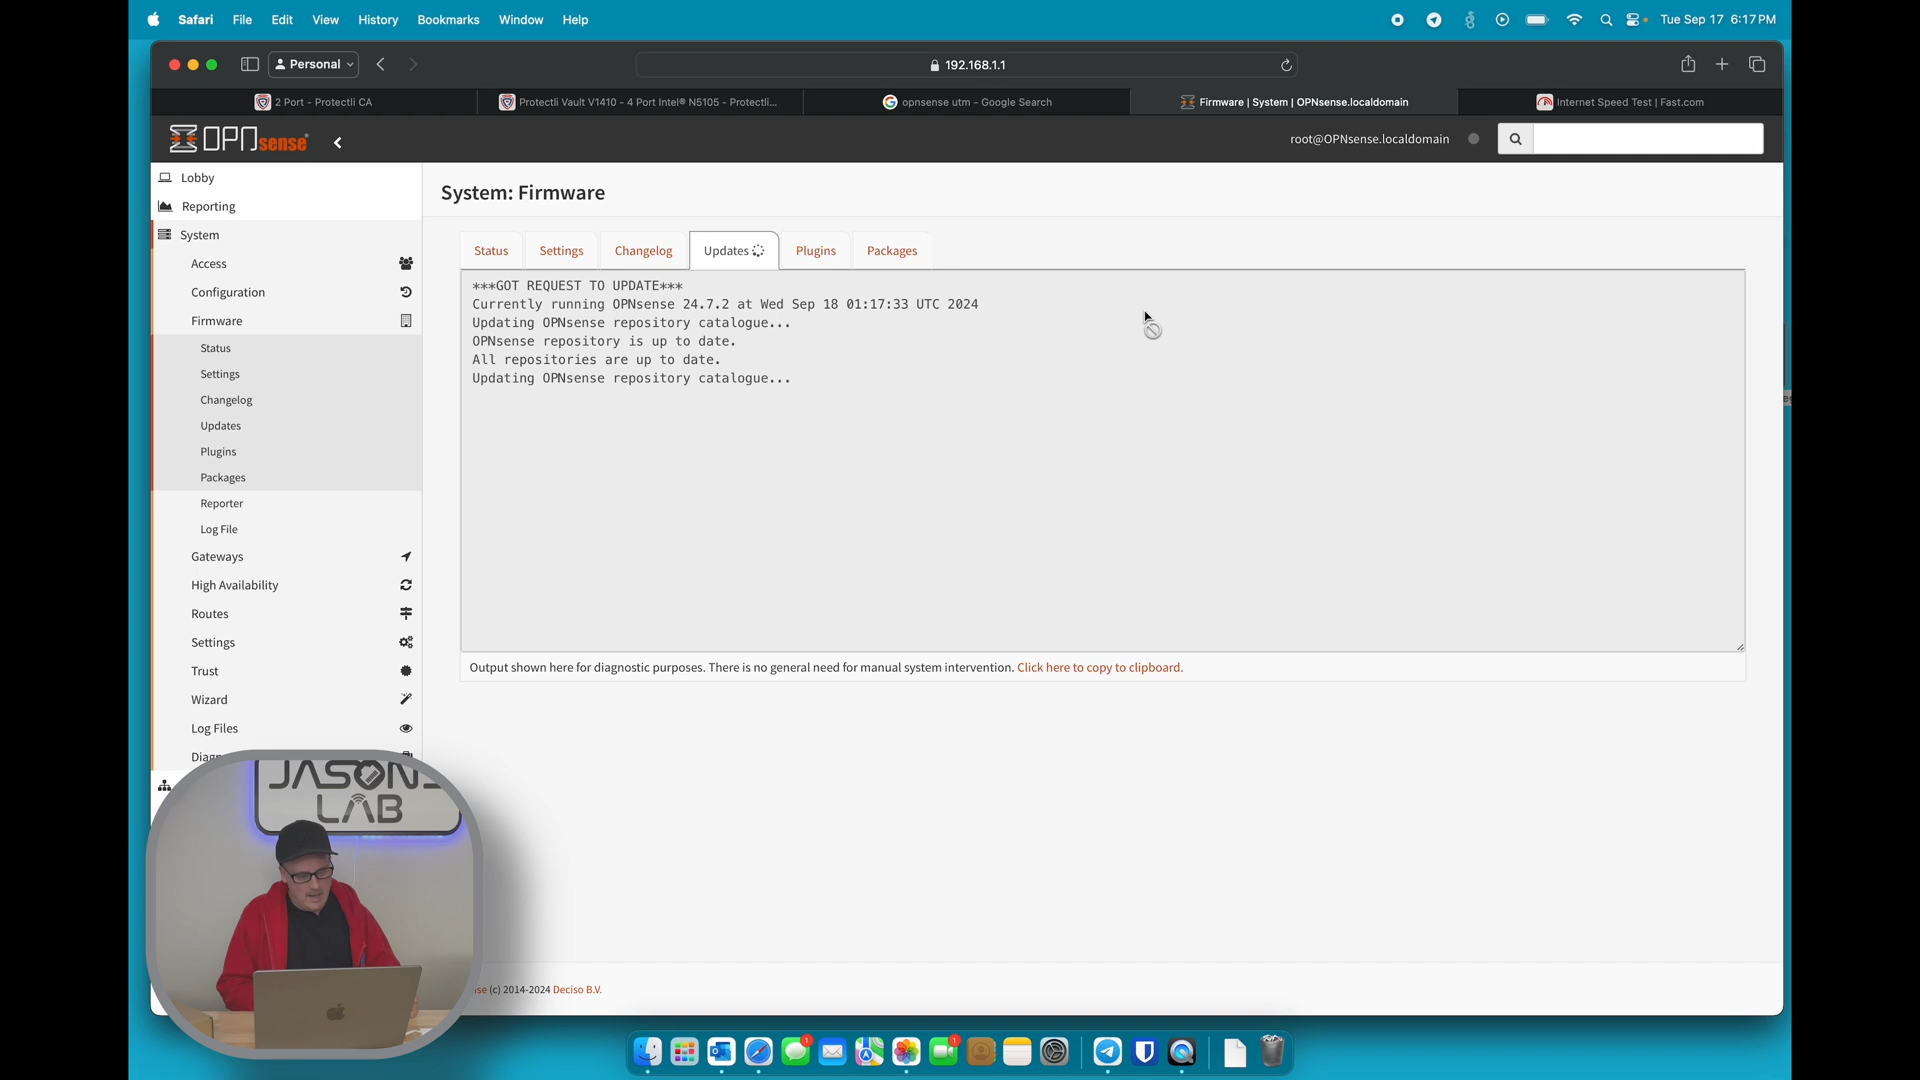 Safari File Edit View History Bookmarks Window Help
Tue Sep 17 6:17 PM
Personal
192.168.1.1
2 Port - Protectli CA
Protectli Vault V1410 - 4 Port Intel® N5105 - Protectli...
opnsense utm - Google Search
Firmware | System | OPNsense.localdomain
Internet Speed Test | Fast.com
OPNsense
root@OPNsense.localdomain
Lobby
Reporting
System
Access
Configuration
Firmware
Status
Settings
Changelog
Updates
Plugins
Packages
Reporter
Log File
Gateways
High Availability
Routes
Settings
Trust
Wizard
Log Files
System: Firmware
Status Settings Changelog Updates Plugins Packages
***GOT REQUEST TO UPDATE***
Currently running OPNsense 24.7.2 at Wed Sep 18 01:17:33 UTC 2024
Updating OPNsense repository catalogue...
OPNsense repository is up to date.
All repositories are up to date.
Updating OPNsense repository catalogue...
Output shown here for diagnostic purposes. There is no general need for manual system intervention. Click here to copy to clipboard.
JASON'S
LAB
(c) 2014-2024 Deciso B.V.
1
1